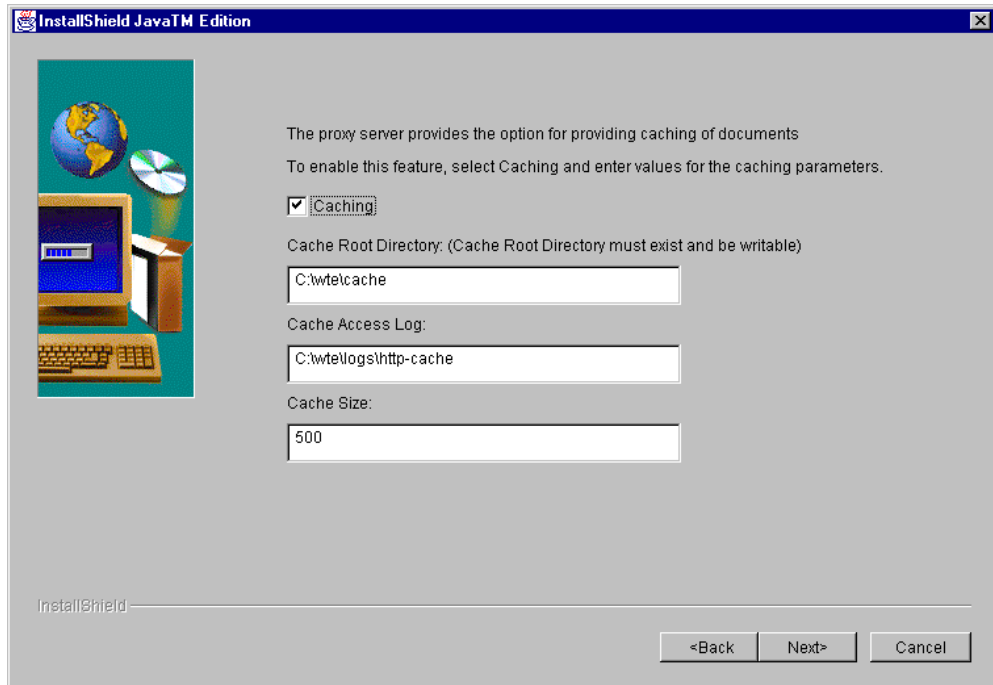 InstallShield JavaTM Edition
The proxy server provides the option for providing caching of documents
To enable this feature, select Caching and enter values for the caching parameters.
Caching
Cache Root Directory: (Cache Root Directory must exist and be writable)
C:\wte\cache
Cache Access Log:
C:\wte\logs\http-cache
Cache Size:
500
InstallShield
<Back Next> Cancel